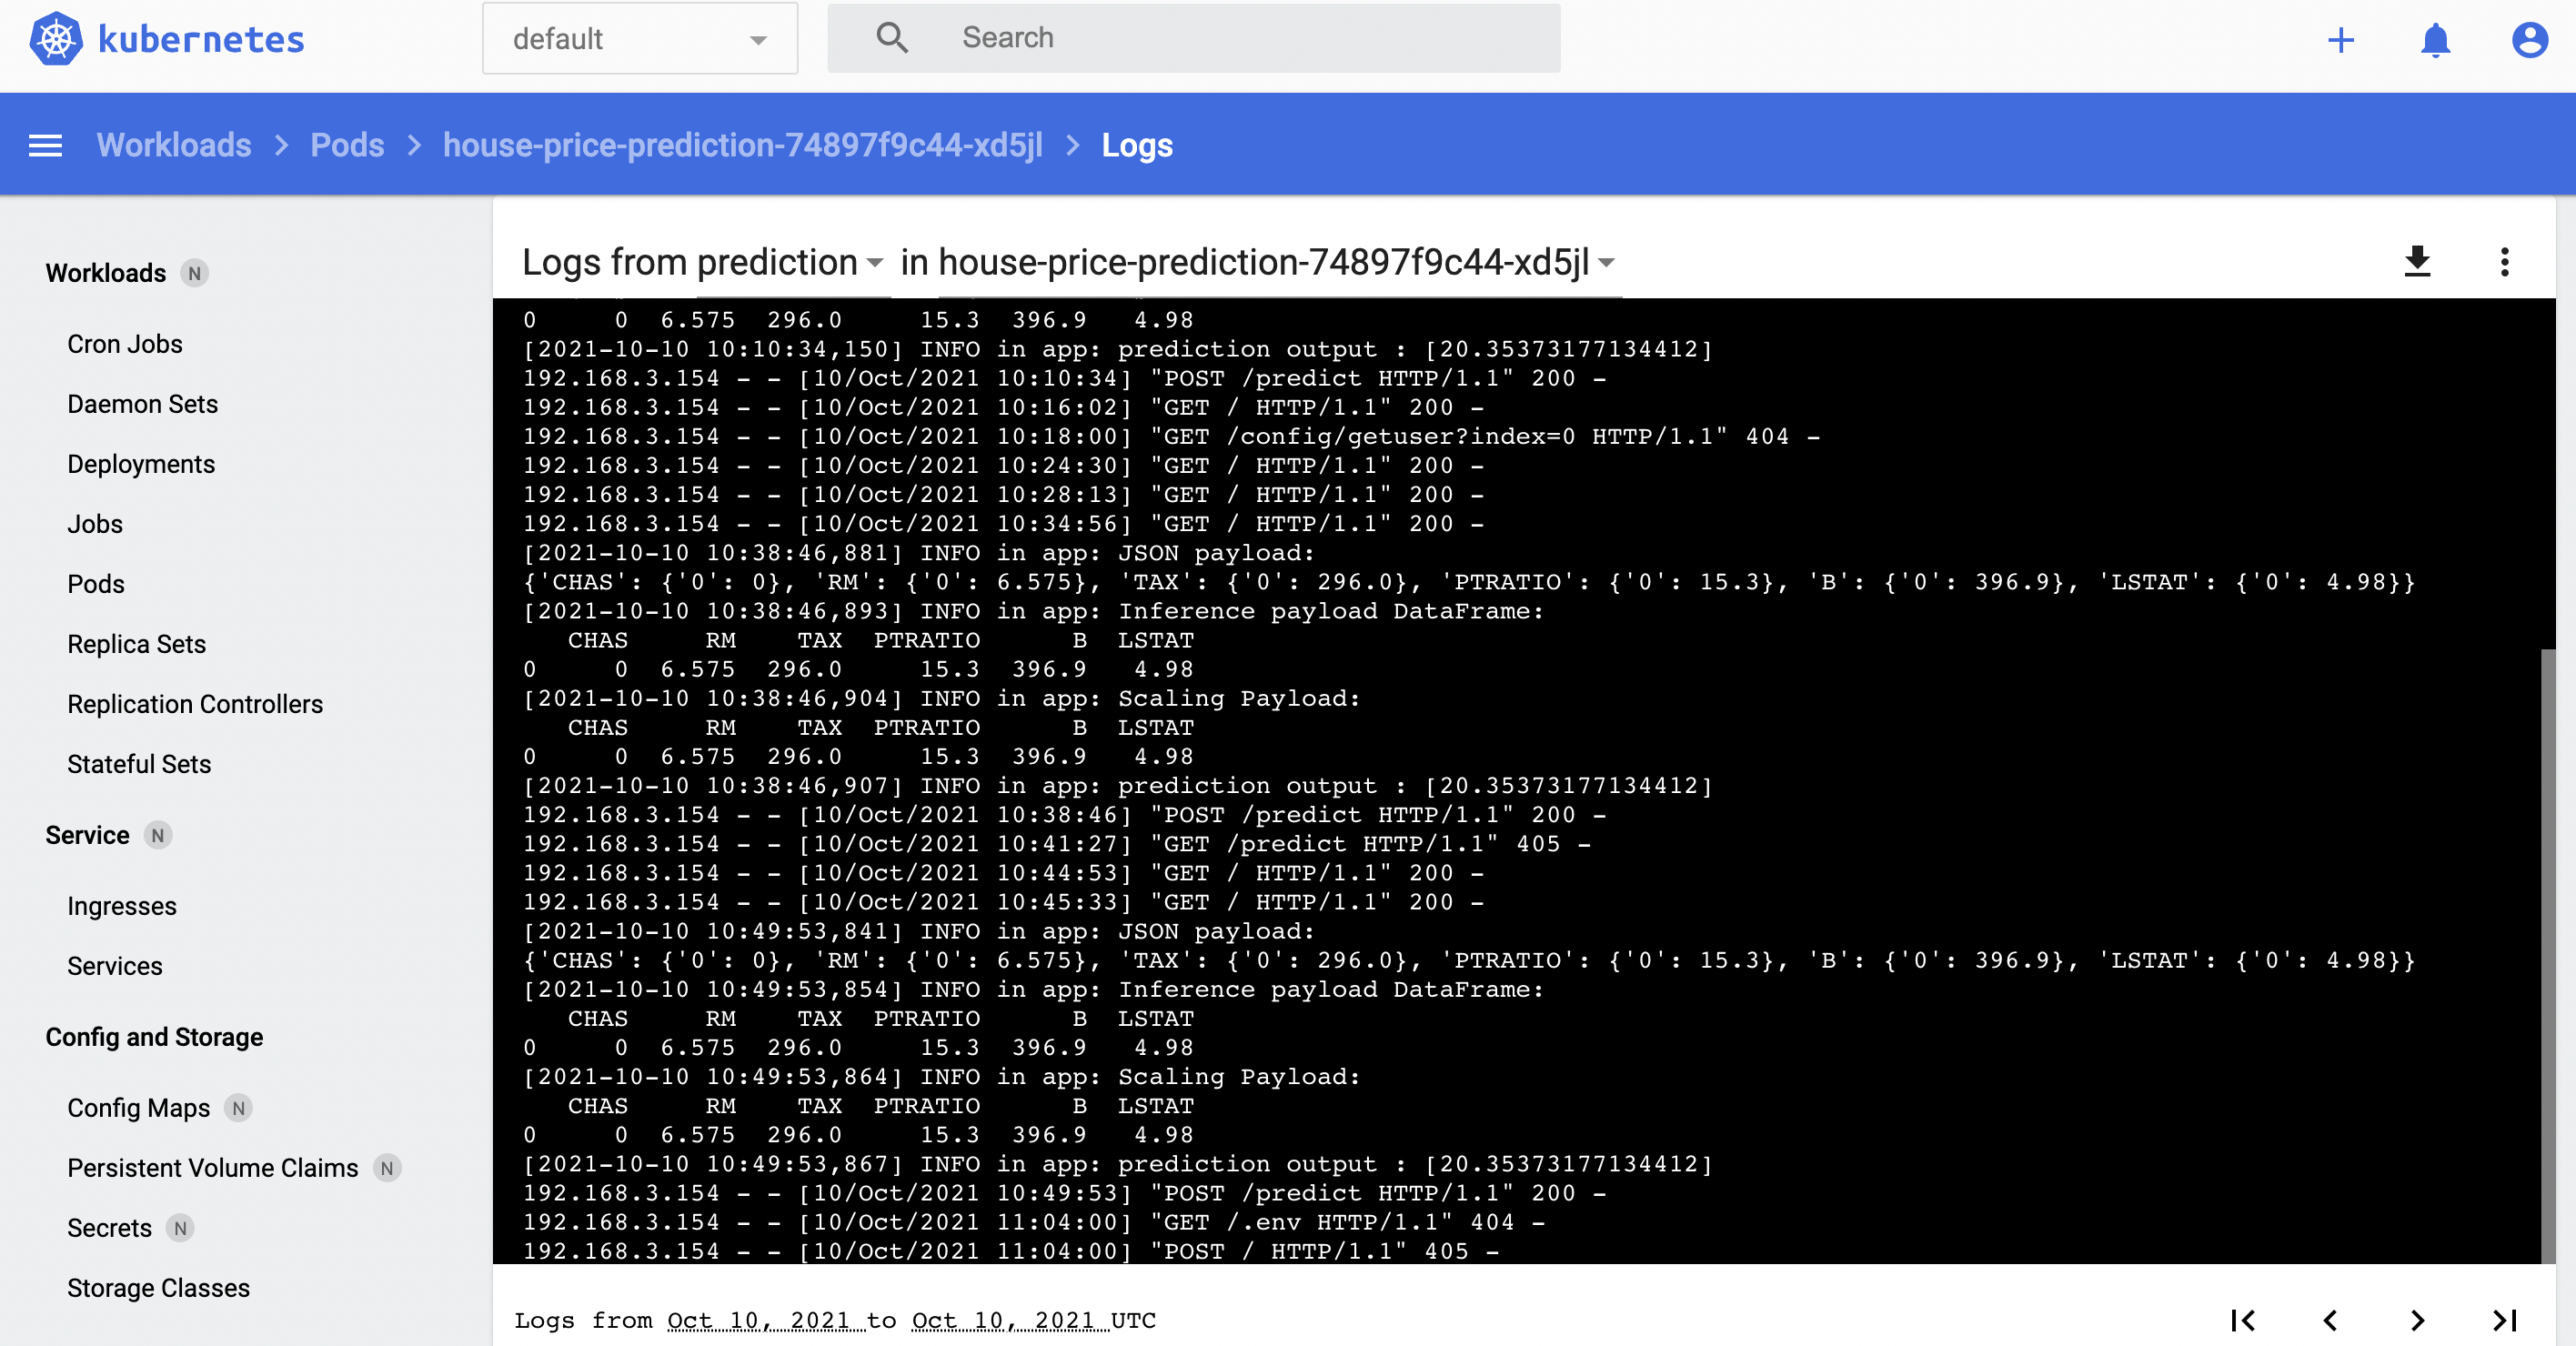 kubernetes
default
Search
Workloads > Pods > house-price-prediction-74897f9c44-xd5jl > Logs
Workloads N
Cron Jobs
Daemon Sets
Deployments
Jobs
Pods
Replica Sets
Replication Controllers
Stateful Sets
Service N
Ingresses
Services
Config and Storage
Config Maps N
Persistent Volume Claims N
Secrets N
Storage Classes
Logs from prediction in house-price-prediction-74897f9c44-xd5jl
0     0  6.575  296.0     15.3  396.9   4.98
[2021-10-10 10:10:34,150] INFO in app: prediction output : [20.35373177134412]
192.168.3.154 - - [10/Oct/2021 10:10:34] "POST /predict HTTP/1.1" 200 -
192.168.3.154 - - [10/Oct/2021 10:16:02] "GET / HTTP/1.1" 200 -
192.168.3.154 - - [10/Oct/2021 10:18:00] "GET /config/getuser?index=0 HTTP/1.1" 404 -
192.168.3.154 - - [10/Oct/2021 10:24:30] "GET / HTTP/1.1" 200 -
192.168.3.154 - - [10/Oct/2021 10:28:13] "GET / HTTP/1.1" 200 -
192.168.3.154 - - [10/Oct/2021 10:34:56] "GET / HTTP/1.1" 200 -
[2021-10-10 10:38:46,881] INFO in app: JSON payload:
{'CHAS': {'0': 0}, 'RM': {'0': 6.575}, 'TAX': {'0': 296.0}, 'PTRATIO': {'0': 15.3}, 'B': {'0': 396.9}, 'LSTAT': {'0': 4.98}}
[2021-10-10 10:38:46,893] INFO in app: Inference payload DataFrame:
   CHAS     RM    TAX  PTRATIO      B  LSTAT
0     0  6.575  296.0     15.3  396.9   4.98
[2021-10-10 10:38:46,904] INFO in app: Scaling Payload:
   CHAS     RM    TAX  PTRATIO      B  LSTAT
0     0  6.575  296.0     15.3  396.9   4.98
[2021-10-10 10:38:46,907] INFO in app: prediction output : [20.35373177134412]
192.168.3.154 - - [10/Oct/2021 10:38:46] "POST /predict HTTP/1.1" 200 -
192.168.3.154 - - [10/Oct/2021 10:41:27] "GET /predict HTTP/1.1" 405 -
192.168.3.154 - - [10/Oct/2021 10:44:53] "GET / HTTP/1.1" 200 -
192.168.3.154 - - [10/Oct/2021 10:45:33] "GET / HTTP/1.1" 200 -
[2021-10-10 10:49:53,841] INFO in app: JSON payload:
{'CHAS': {'0': 0}, 'RM': {'0': 6.575}, 'TAX': {'0': 296.0}, 'PTRATIO': {'0': 15.3}, 'B': {'0': 396.9}, 'LSTAT': {'0': 4.98}}
[2021-10-10 10:49:53,854] INFO in app: Inference payload DataFrame:
   CHAS     RM    TAX  PTRATIO      B  LSTAT
0     0  6.575  296.0     15.3  396.9   4.98
[2021-10-10 10:49:53,864] INFO in app: Scaling Payload:
   CHAS     RM    TAX  PTRATIO      B  LSTAT
0     0  6.575  296.0     15.3  396.9   4.98
[2021-10-10 10:49:53,867] INFO in app: prediction output : [20.35373177134412]
192.168.3.154 - - [10/Oct/2021 10:49:53] "POST /predict HTTP/1.1" 200 -
192.168.3.154 - - [10/Oct/2021 11:04:00] "GET /.env HTTP/1.1" 404 -
192.168.3.154 - - [10/Oct/2021 11:04:00] "POST / HTTP/1.1" 405 -
Logs from Oct 10, 2021 to Oct 10, 2021 UTC